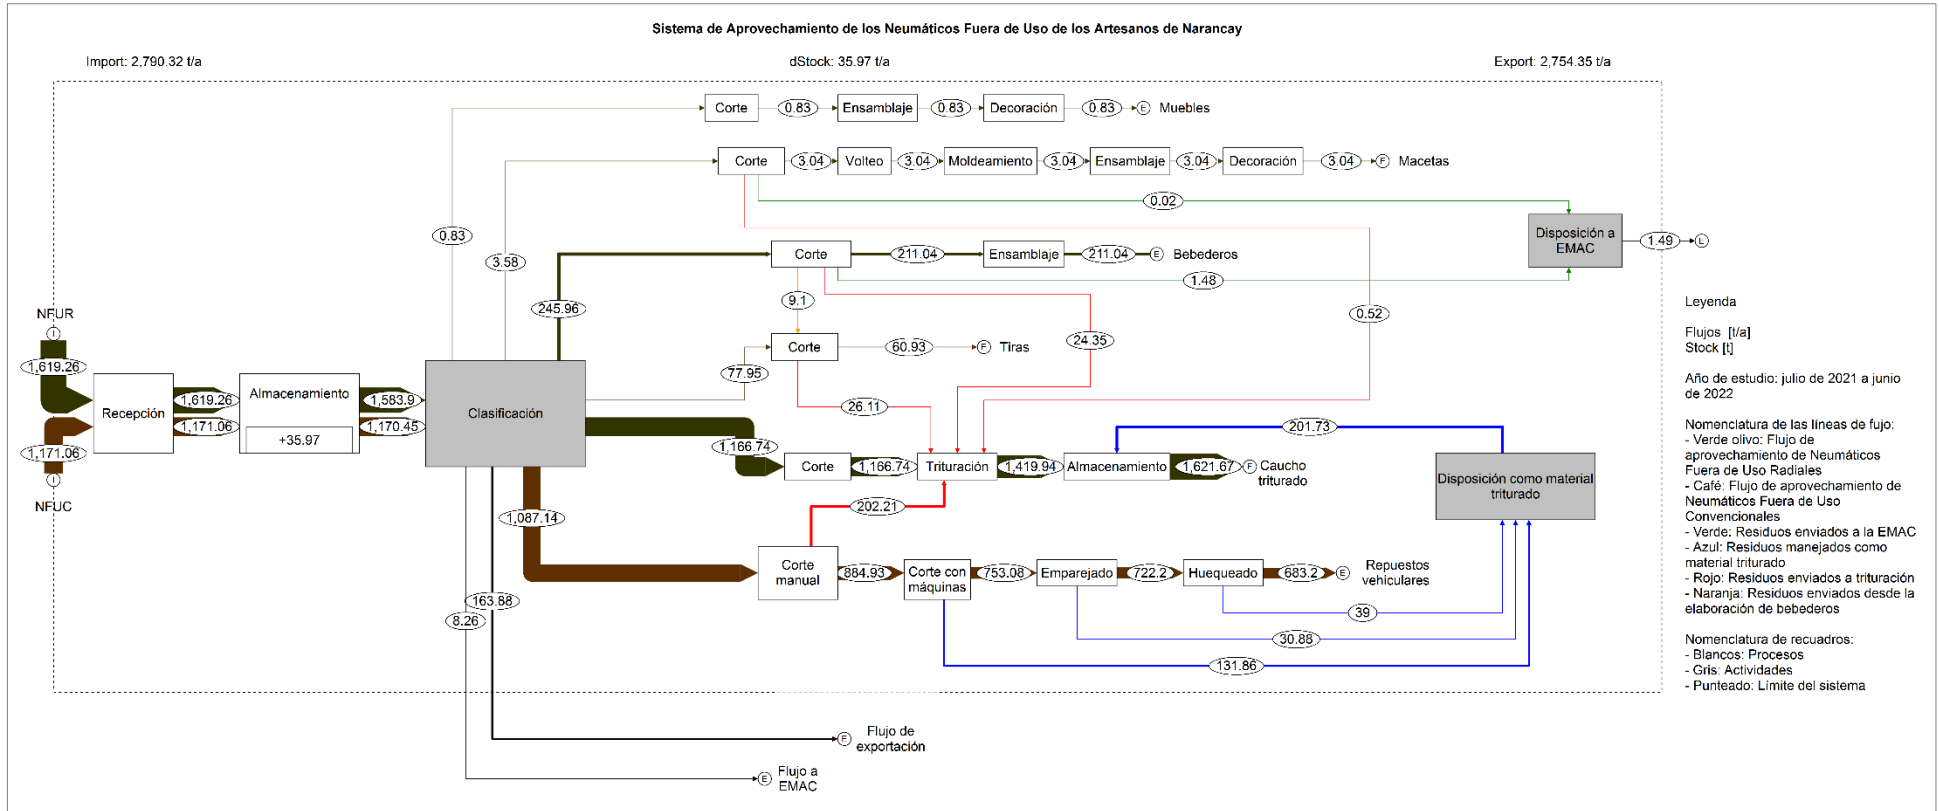 Sistema de Aprovechamiento de los Neumáticos Fuera de Uso de los Artesanos de Narancay
Import: 2,790.32 t/a
dStock: 35.97 t/a
Export: 2,754.35 t/a
Corte
0.83
Ensamblaje
0.83
Decoración
0.83
E
Muebles
Corte
3.04
Volteo
3.04
Moldeamiento
3.04
Ensamblaje
3.04
Decoración
3.04
E
Macetas
0.02
0.83
3.58
Disposición a
EMAC
1.49
E
Corte
211.04
Ensamblaje
211.04
E
Bebederos
1.48
245.96
9.1
0.52
24.35
NFUR
I
1,619.26
Corte
60.93
E
Tiras
77.95
26.11
Recepción
1,619.26
1,171.06
Almacenamiento
+35.97
1,583.9
1,170.45
Clasificación
1,171.06
I
NFUC
1,166.74
Corte
1,166.74
Trituración
1,419.94
Almacenamiento
1,621.67
E
Caucho
triturado
201.73
Disposición como material
triturado
202.21
1,087.14
Corte
manual
884.93
Corte con
máquinas
753.08
Emparejado
722.2
Huequeado
683.2
E
Repuestos
vehiculares
39
30.88
131.86
163.88
8.26
E
Flujo de
exportación
E
Flujo a
EMAC
Leyenda
Flujos [t/a]
Stock [t]
Año de estudio: julio de 2021 a junio
de 2022
Nomenclatura de las líneas de fujo:
- Verde olivo: Flujo de
aprovechamiento de Neumáticos
Fuera de Uso Radiales
- Café: Flujo de aprovechamiento de
Neumáticos Fuera de Uso
Convencionales
- Verde: Residuos enviados a la EMAC
- Azul: Residuos manejados como
material triturado
- Rojo: Residuos enviados a trituración
- Naranja: Residuos enviados desde la
elaboración de bebederos
Nomenclatura de recuadros:
- Blancos: Procesos
- Gris: Actividades
- Punteado: Límite del sistema